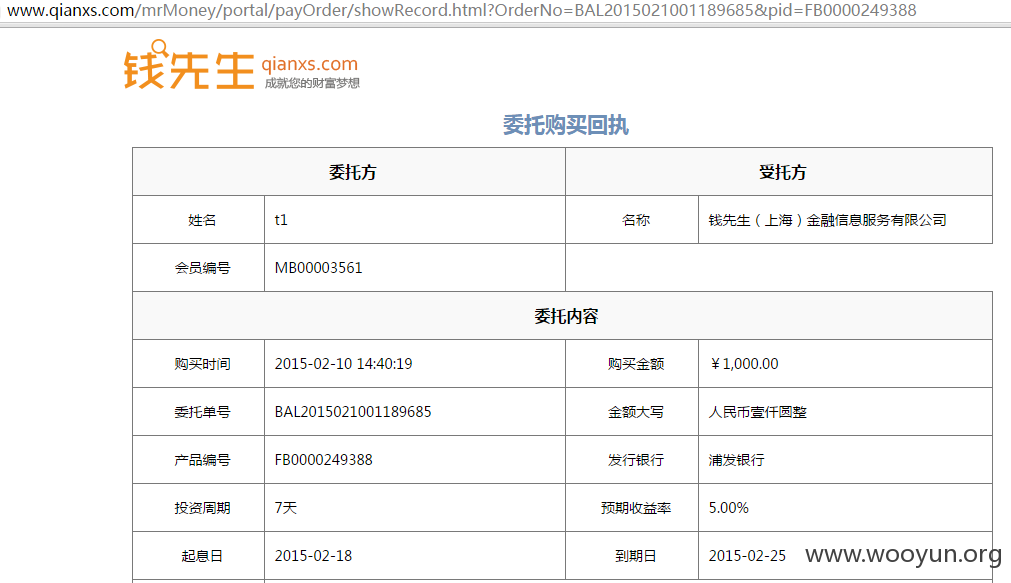 www.qianxs.com/mrMoney/portal/payOrder/showRecord.html?OrderNo=BAL2015021001189685&pid=FB0000249388
钱先生 qianxs.com
成就您的财富梦想
委托购买回执
委托方 受托方
姓名 t1 名称 钱先生（上海）金融信息服务有限公司
会员编号 MB00003561
委托内容
购买时间 2015-02-10 14:40:19 购买金额 ￥1,000.00
委托单号 BAL2015021001189685 金额大写 人民币壹仟圆整
产品编号 FB0000249388 发行银行 浦发银行
投资周期 7天 预期收益率 5.00%
起息日 2015-02-18 到期日 2015-02-25
www.wooyun.org